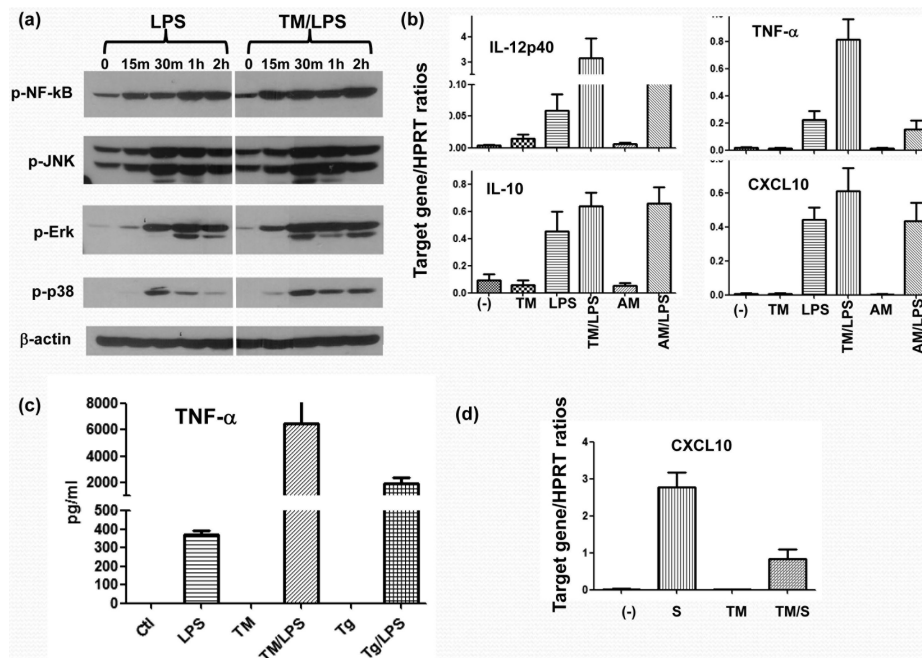 (a)
LPS TM/LPS
0 15m 30m 1h 2h 0 15m 30m 1h 2h
p-NF-kB
p-JNK
p-Erk
p-p38
β-actin
(b)
Target gene/HPRT ratios
IL-12p40
4
3
2
1
0.10
0.05
0.00
TNF-α
0.8
0.6
0.4
0.2
0.0
IL-10
0.8
0.6
0.4
0.2
0.0
(-) TM LPS TM/LPS AM AM/LPS
CXCL10
0.8
0.6
0.4
0.2
0.0
(-) TM LPS TM/LPS AM AM/LPS
(c)
TNF-α
pg/ml
8000
6000
4000
2000
500
400
300
200
100
0
Ctl LPS TM TM/LPS Tg Tg/LPS
(d)
CXCL10
Target gene/HPRT ratios
4
3
2
1
0
(-) S TM TM/S